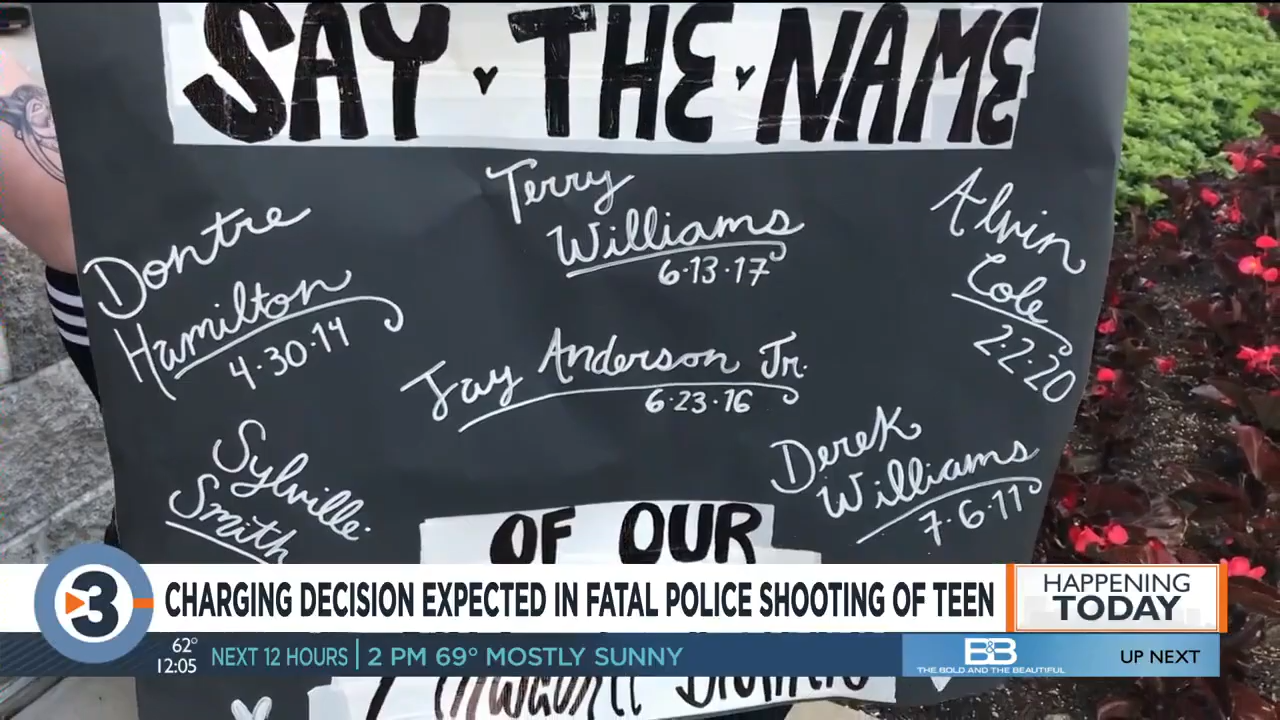 SAY THE NAME
Terry
Williams
6·13·17
Alvin
Cole
2·2·20
Dontre
Hamilton
4·30·14
Jay Anderson Jr.
6·23·16
Derek
Williams
7·6·11
Sylville
Smith
OF OUR
3
CHARGING DECISION EXPECTED IN FATAL POLICE SHOOTING OF TEEN
HAPPENING
TODAY
62°
12:05
NEXT 12 HOURS | 2 PM 69° MOSTLY SUNNY
B&B
THE BOLD AND THE BEAUTIFUL
UP NEXT